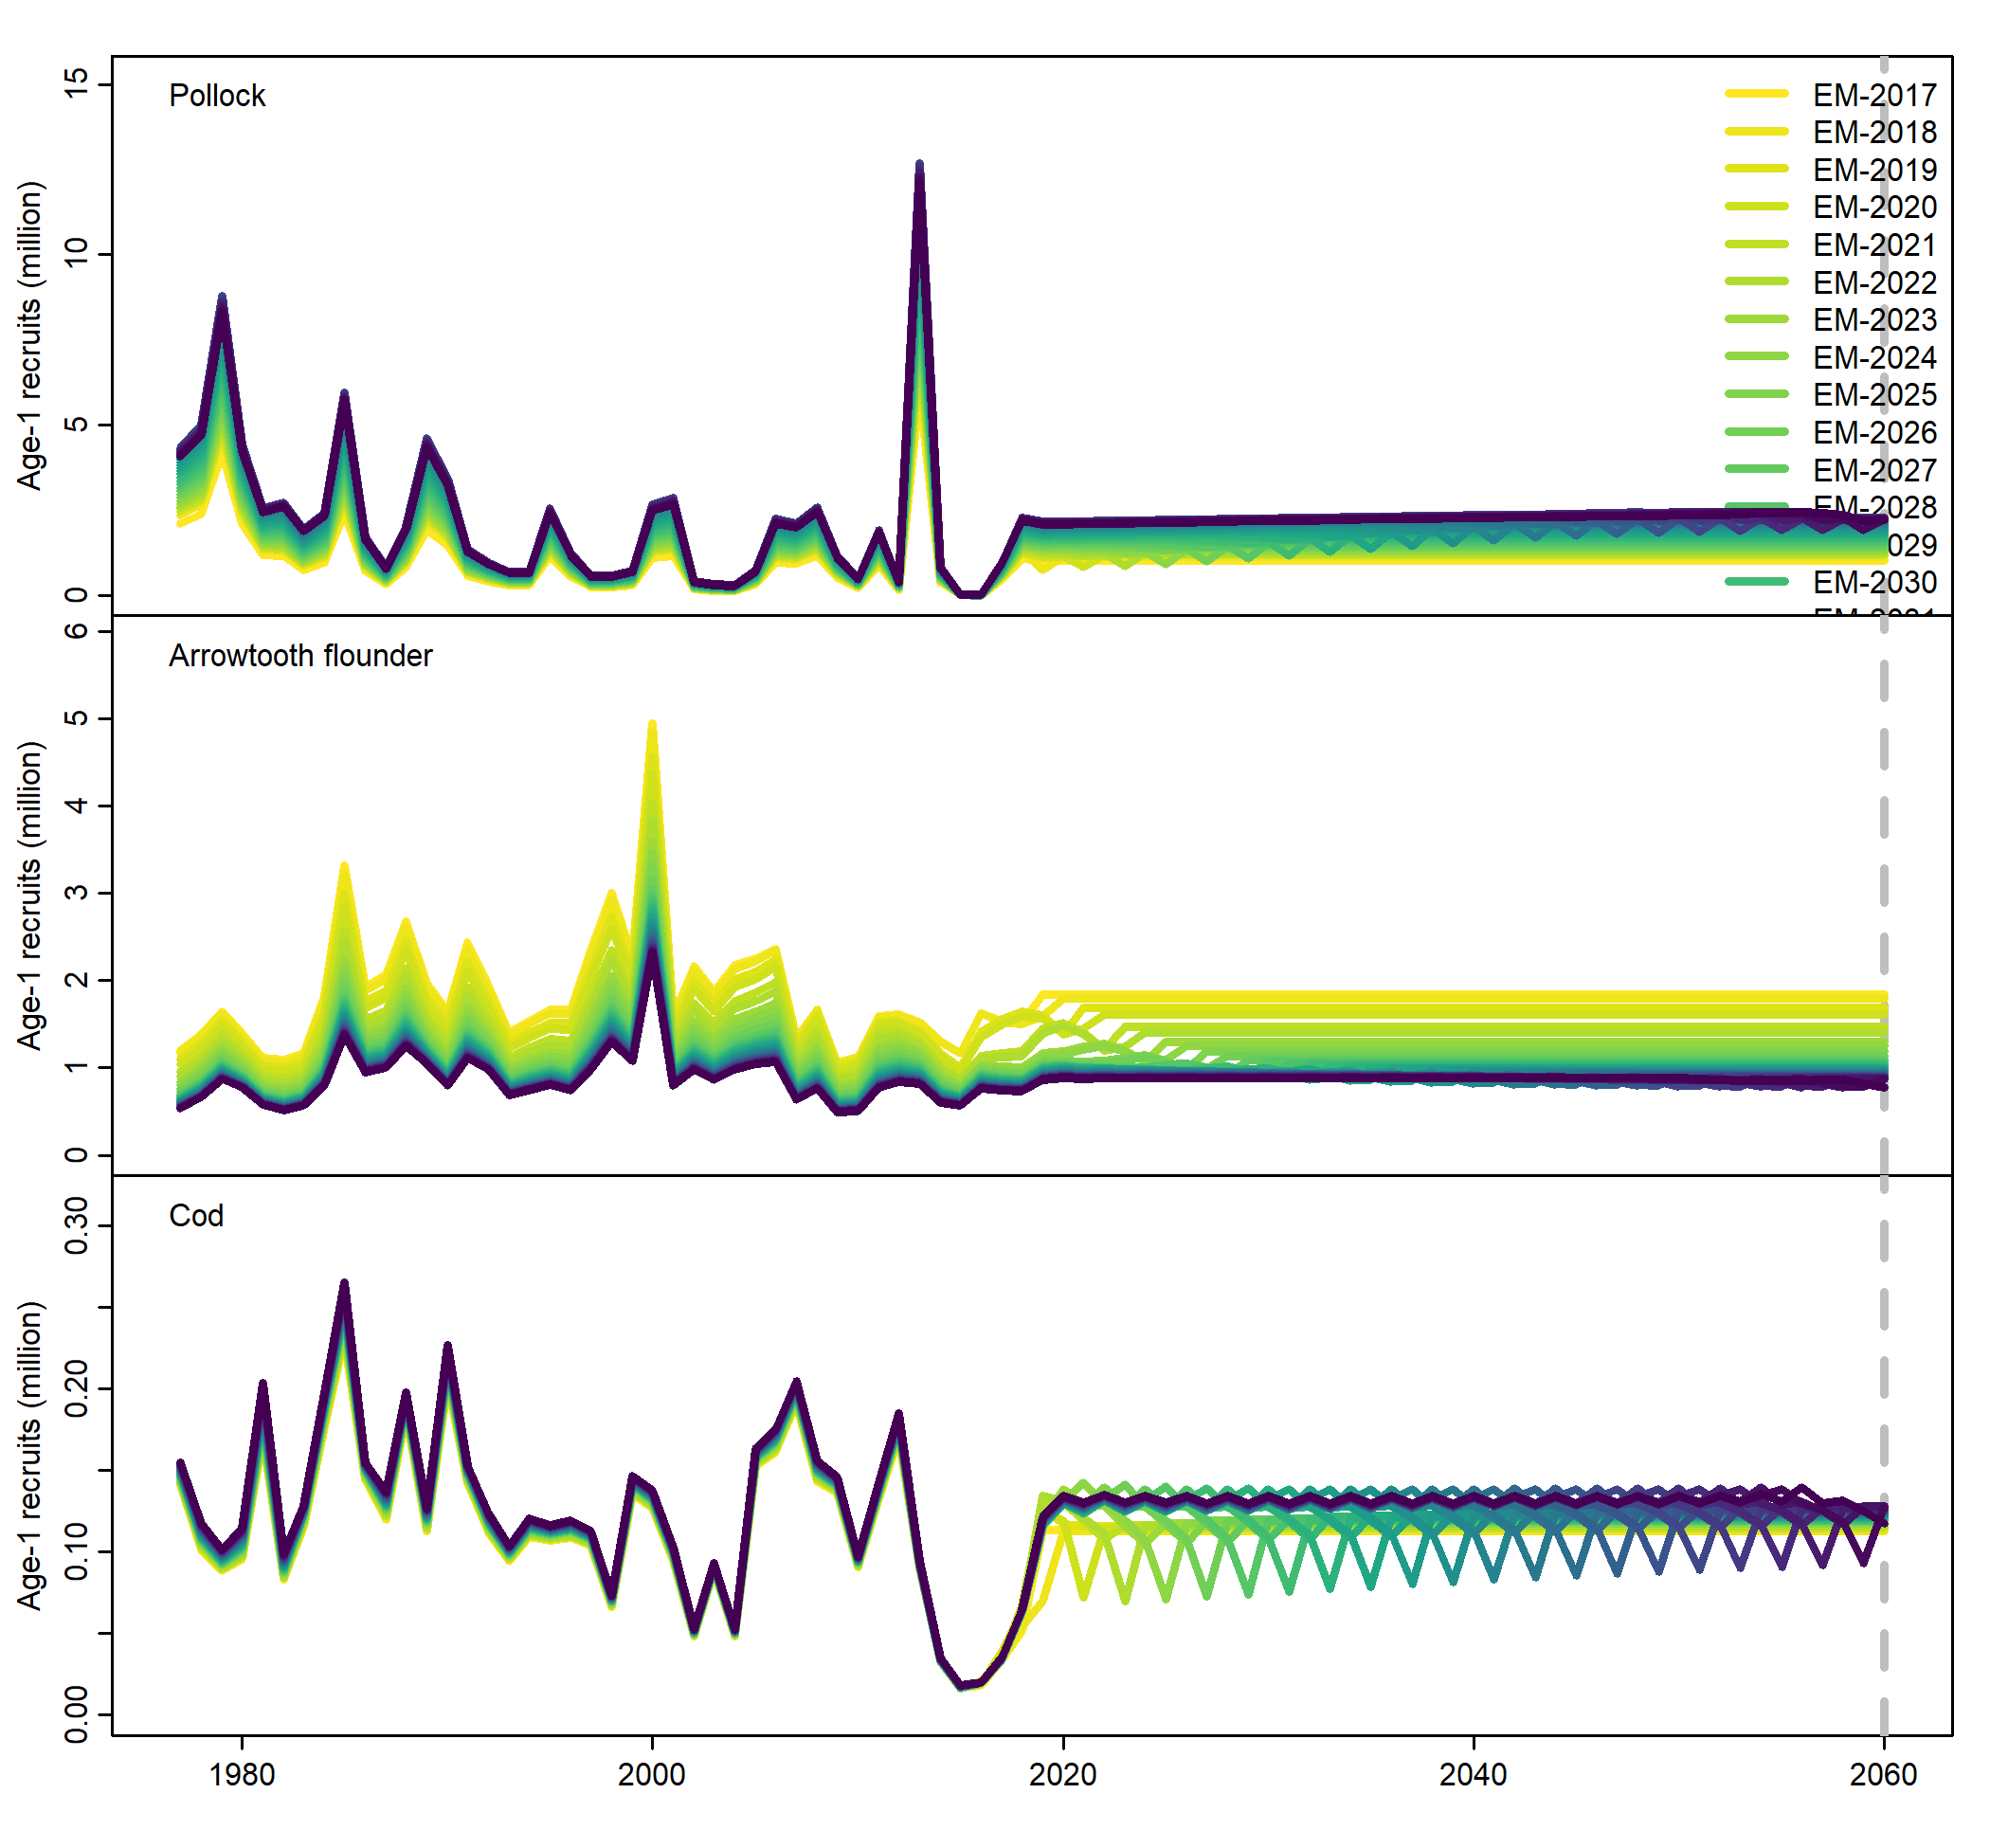 Pollock
Age-1 recruits (million)
15
10
5
0
EM-2017
EM-2018
EM-2019
EM-2020
EM-2021
EM-2022
EM-2023
EM-2024
EM-2025
EM-2026
EM-2027
EM-2028
029
EM-2030
Arrowtooth flounder
Age-1 recruits (million)
6
5
4
3
2
1
0
Cod
Age-1 recruits (million)
0.30
0.20
0.10
0.00
1980 2000 2020 2040 2060